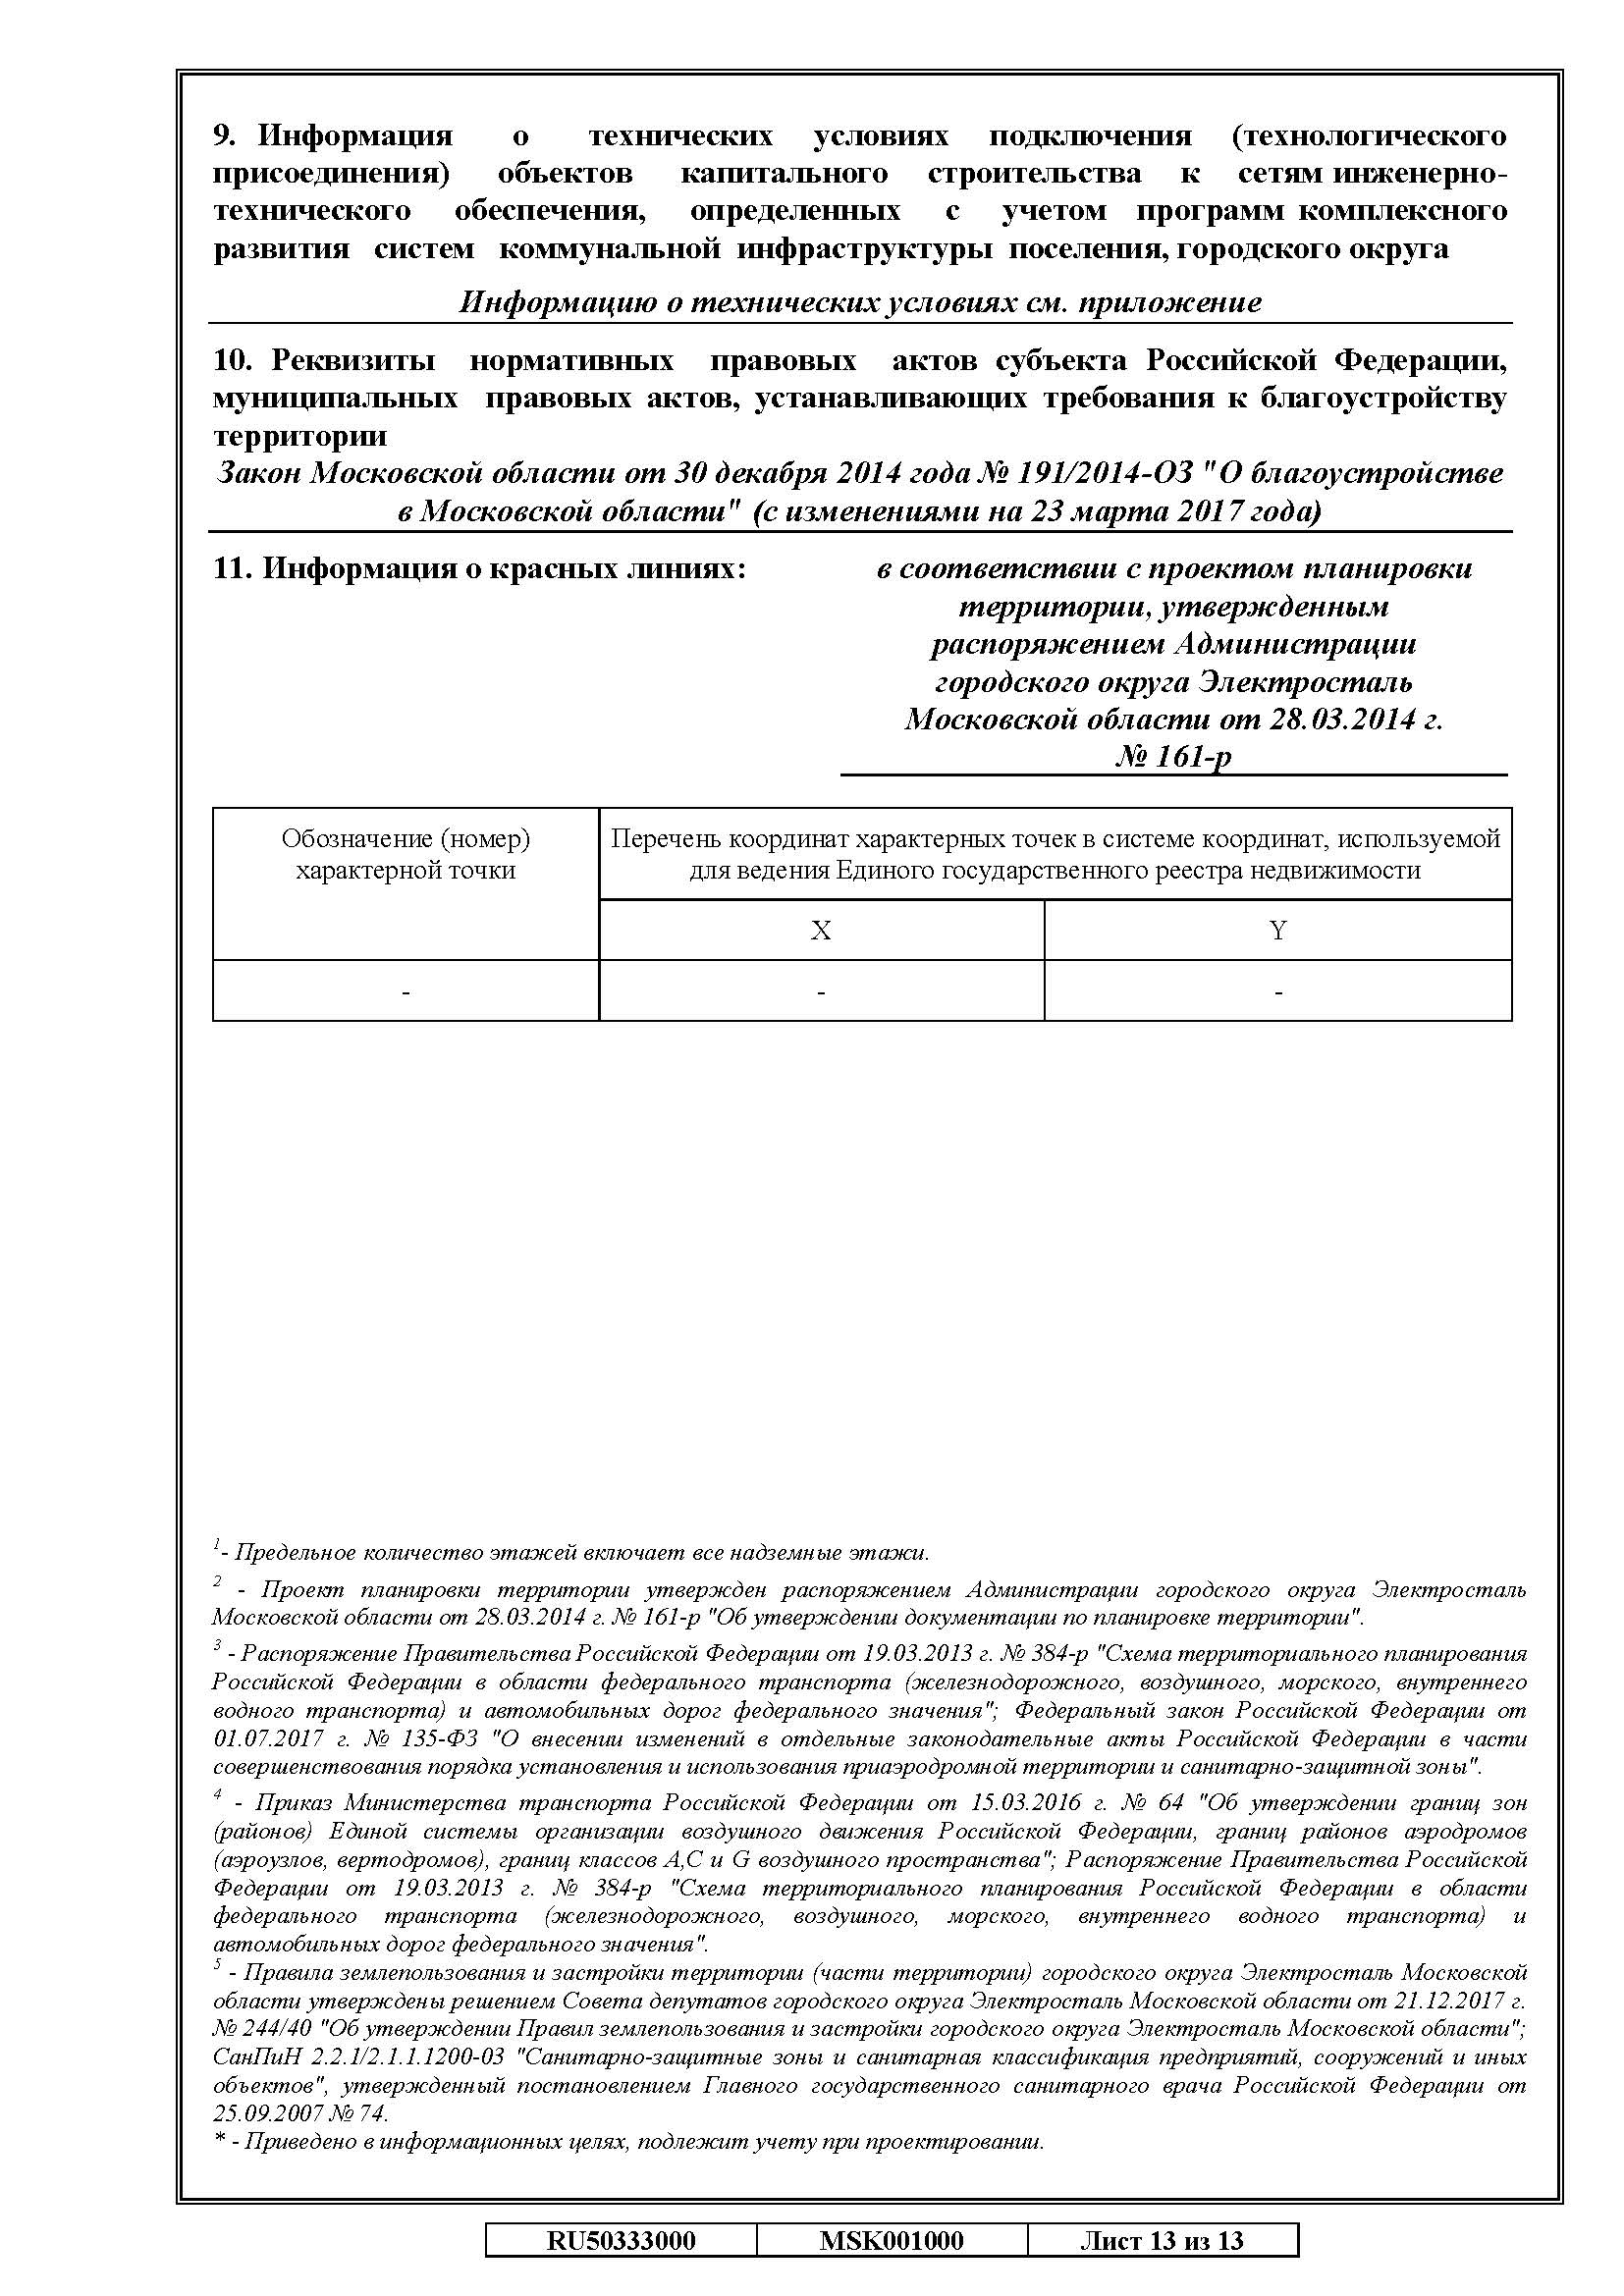 9. Информация о технических условиях подключения (технологического
присоединения) объектов капитального строительства к сетям инженерно-
технического обеспечения, определенных с учетом программ комплексного
развития систем коммунальной инфраструктуры поселения, городского округа
Информацию о технических условиях см. приложение
10. Реквизиты нормативных правовых актов субъекта Российской Федерации,
муниципальных правовых актов, устанавливающих требования к благоустройству
территории
Закон Московской области от 30 декабря 2014 года № 191/2014-ОЗ "О благоустройстве
в Московской области" (с изменениями на 23 марта 2017 года)
11. Информация о красных линиях:
в соответствии с проектом планировки
территории, утвержденным
распоряжением Администрации
городского округа Электросталь
Московской области от 28.03.2014 г.
№ 161-р
Обозначение (номер)
характерной точки
Перечень координат характерных точек в системе координат, используемой
для ведения Единого государственного реестра недвижимости
X Y
- - -
1- Предельное количество этажей включает все надземные этажи.
2 - Проект планировки территории утвержден распоряжением Администрации городского округа Электросталь
Московской области от 28.03.2014 г. № 161-р "Об утверждении документации по планировке территории".
3 - Распоряжение Правительства Российской Федерации от 19.03.2013 г. № 384-р "Схема территориального планирования
Российской Федерации в области федерального транспорта (железнодорожного, воздушного, морского, внутреннего
водного транспорта) и автомобильных дорог федерального значения"; Федеральный закон Российской Федерации от
01.07.2017 г. № 135-ФЗ "О внесении изменений в отдельные законодательные акты Российской Федерации в части
совершенствования порядка установления и использования приаэродромной территории и санитарно-защитной зоны".
4 - Приказ Министерства транспорта Российской Федерации от 15.03.2016 г. № 64 "Об утверждении границ зон
(районов) Единой системы организации воздушного движения Российской Федерации, границ районов аэродромов
(аэроузлов, вертодромов), границ классов А,С и G воздушного пространства"; Распоряжение Правительства Российской
Федерации от 19.03.2013 г. № 384-р "Схема территориального планирования Российской Федерации в области
федерального транспорта (железнодорожного, воздушного, морского, внутреннего водного транспорта) и
автомобильных дорог федерального значения".
5 - Правила землепользования и застройки территории (части территории) городского округа Электросталь Московской
области утверждены решением Совета депутатов городского округа Электросталь Московской области от 21.12.2017 г.
№ 244/40 "Об утверждении Правил землепользования и застройки городского округа Электросталь Московской области";
СанПиН 2.2.1/2.1.1.1200-03 "Санитарно-защитные зоны и санитарная классификация предприятий, сооружений и иных
объектов", утвержденный постановлением Главного государственного санитарного врача Российской Федерации от
25.09.2007 № 74.
* - Приведено в информационных целях, подлежит учету при проектировании.
RU50333000 MSK001000 Лист 13 из 13